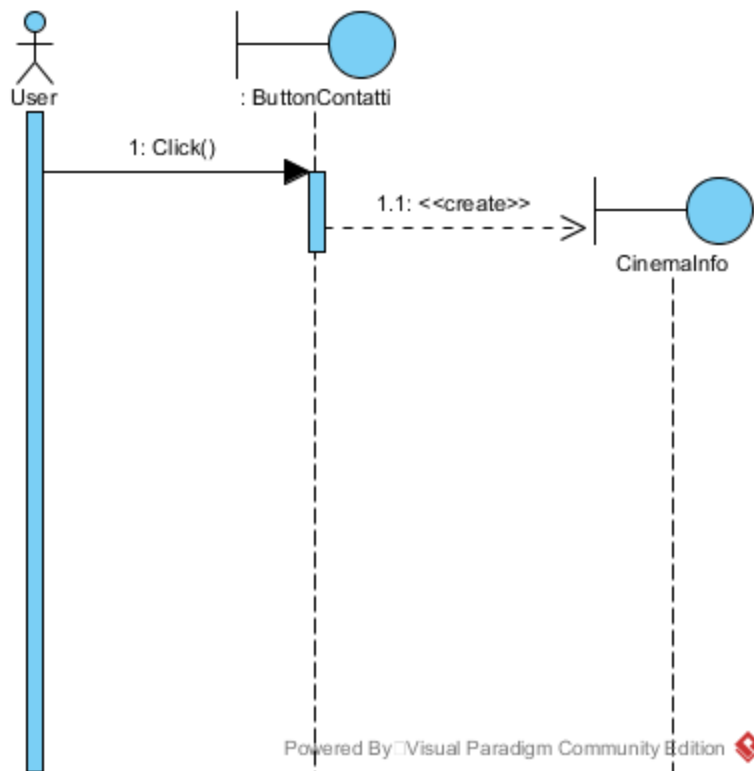 User
: ButtonContatti
1: Click()
1.1: <<create>>
CinemaInfo
Powered By Visual Paradigm Community Edition